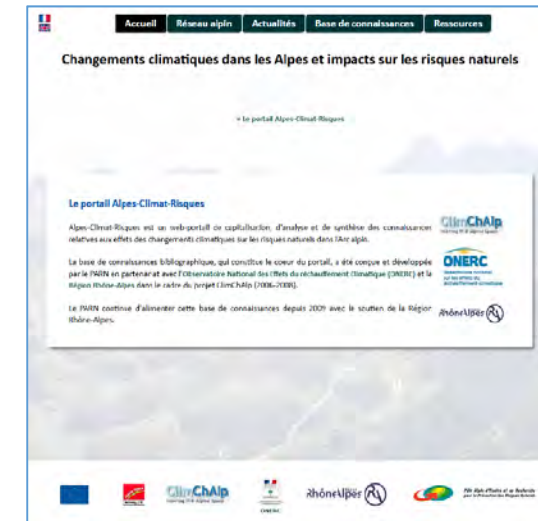 Accueil Réseau alpin Actualités Base de connaissances Ressources
Changements climatiques dans les Alpes et impacts sur les risques naturels
» Le portail Alpes-Climat-Risques
Le portail Alpes-Climat-Risques
Alpes-Climat-Risques est un web-portail de capitalisation, d'analyse et de synthèse des connaissances
relatives aux effets des changements climatiques sur les risques naturels dans l'Arc alpin.
La base de connaissances bibliographique, qui constitue le coeur du portail, a été conçue et développée
par le PARN en partenariat avec l'Observatoire National des Effets du réchauffement Climatique (ONERC) et la
Région Rhône-Alpes dans le cadre du projet ClimChAlp (2006-2008).
Le PARN continue d'alimenter cette base de connaissances depuis 2009 avec le soutien de la Région
Rhône-Alpes.
ClimChAlp
ONERC
RhôneAlpes
ClimChAlp
ONERC
RhôneAlpes